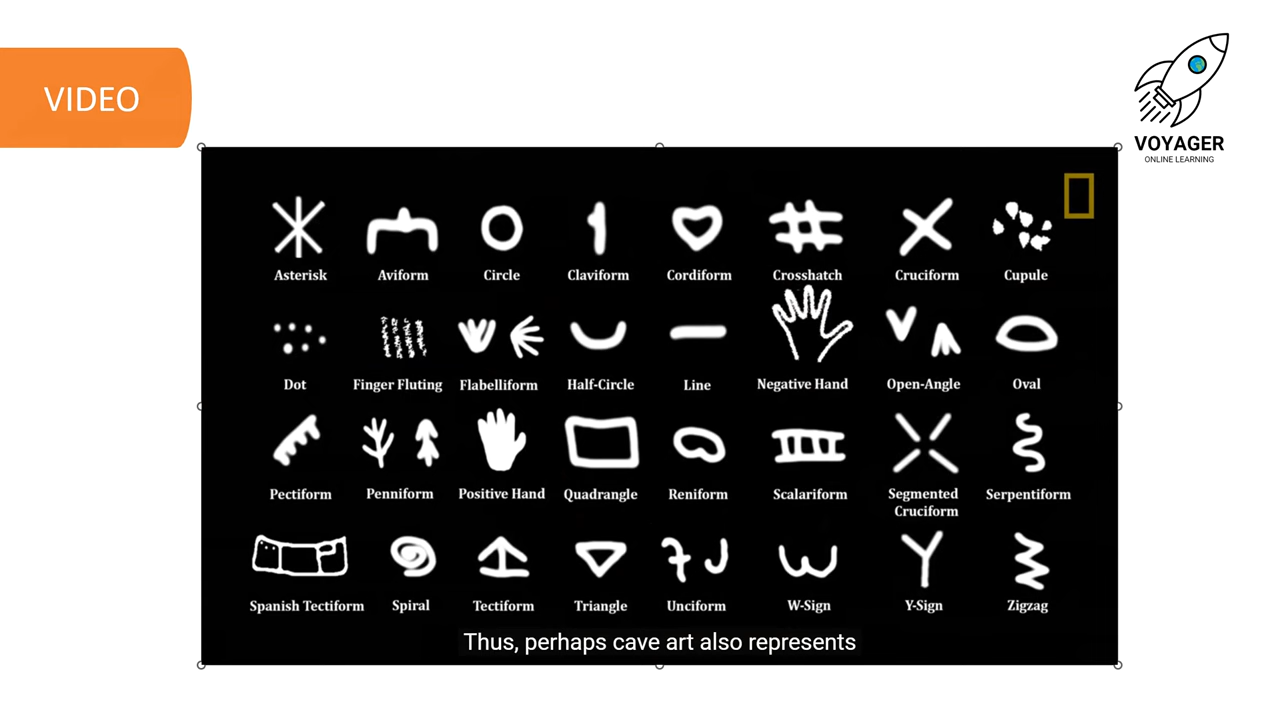 VIDEO
VOYAGER
ONLINE LEARNING
Asterisk Aviform Circle Claviform Cordiform Crosshatch Cruciform Cupule
Dot Finger Fluting Flabelliform Half-Circle Line Negative Hand Open-Angle Oval
Pectiform Penniform Positive Hand Quadrangle Reniform Scalariform Segmented Cruciform Serpentiform
Spanish Tectiform Spiral Tectiform Triangle Unciform W-Sign Y-Sign Zigzag
Thus, perhaps cave art also represents